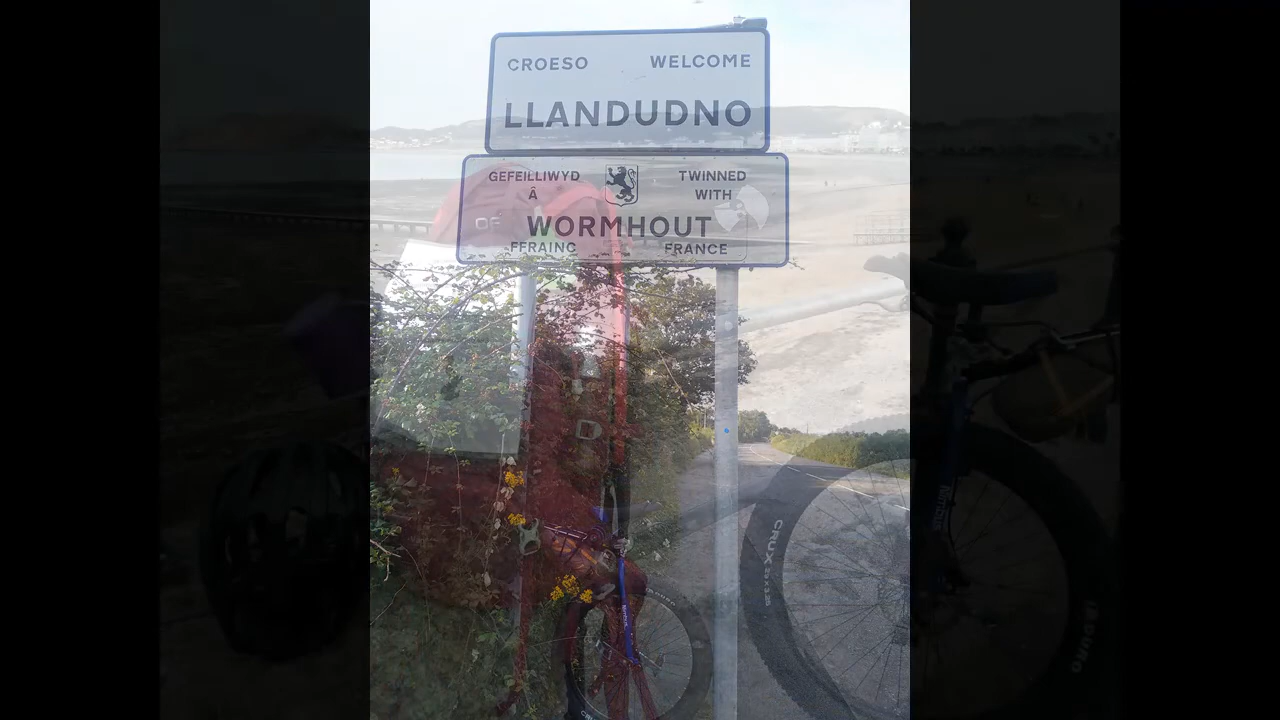 CROESO WELCOME
LLANDUDNO
GEFEILLIWYD TWINNED
Â WITH
WORMHOUT
FFRAINC FRANCE
CRUX